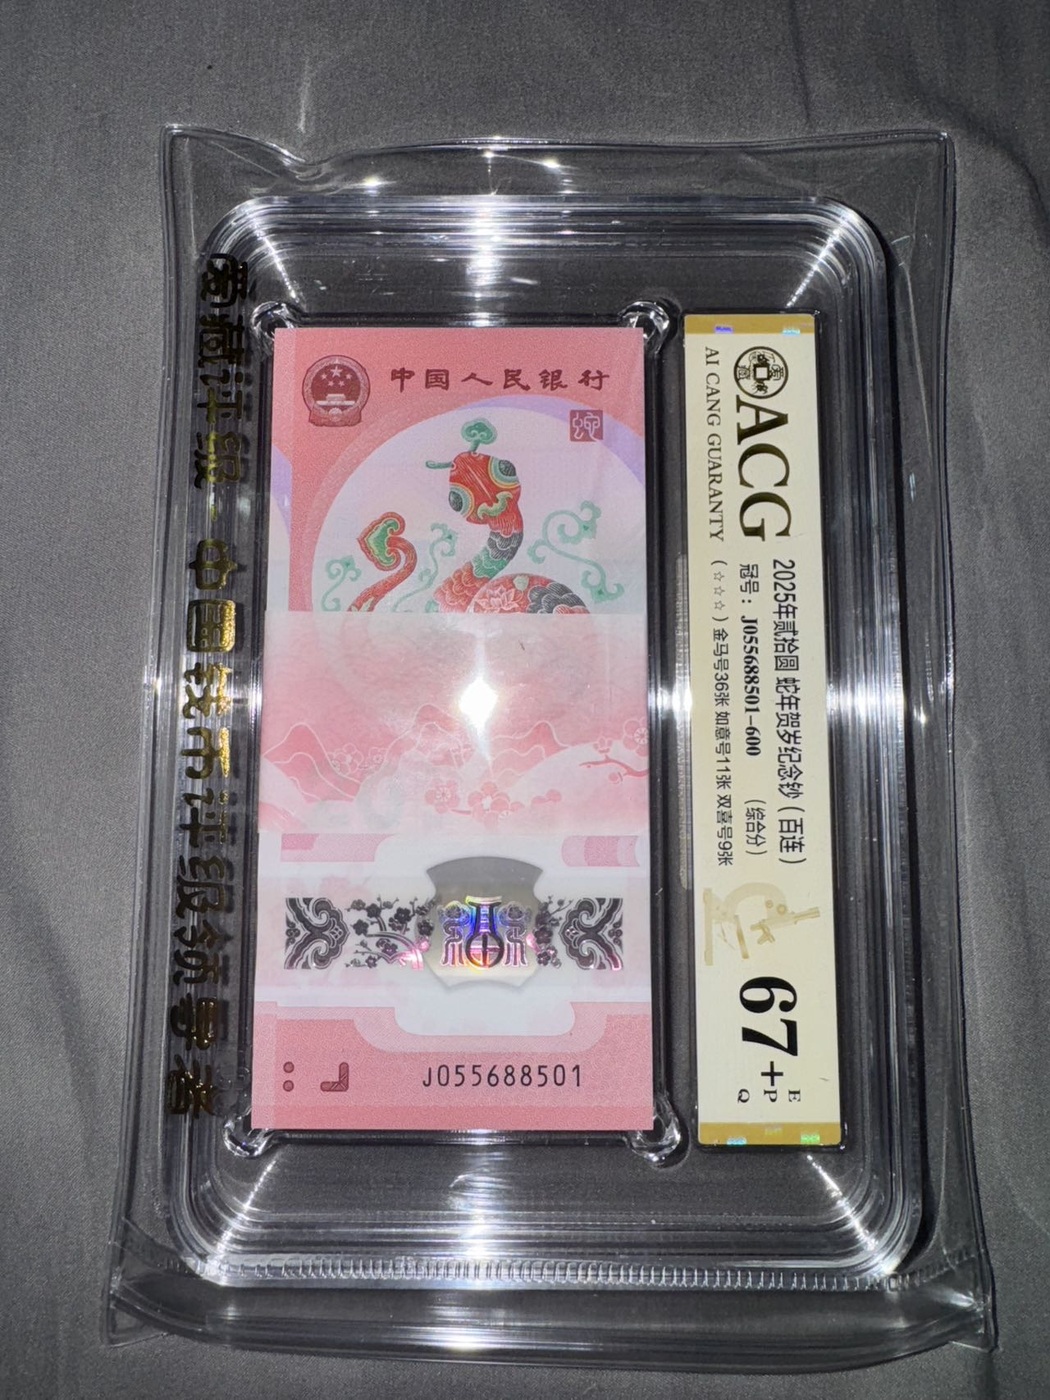 爱藏评级 中国钱币评级领导者
中国人民银行
J055688501
ACG
AI CANG GUARANTY
2025年贰拾圆 蛇年贺岁纪念钞（百连）
冠号：J055688501-600 （综合分）
（☆☆☆）金马号36张 如意号11张 双喜号9张
67+
E
P
Q